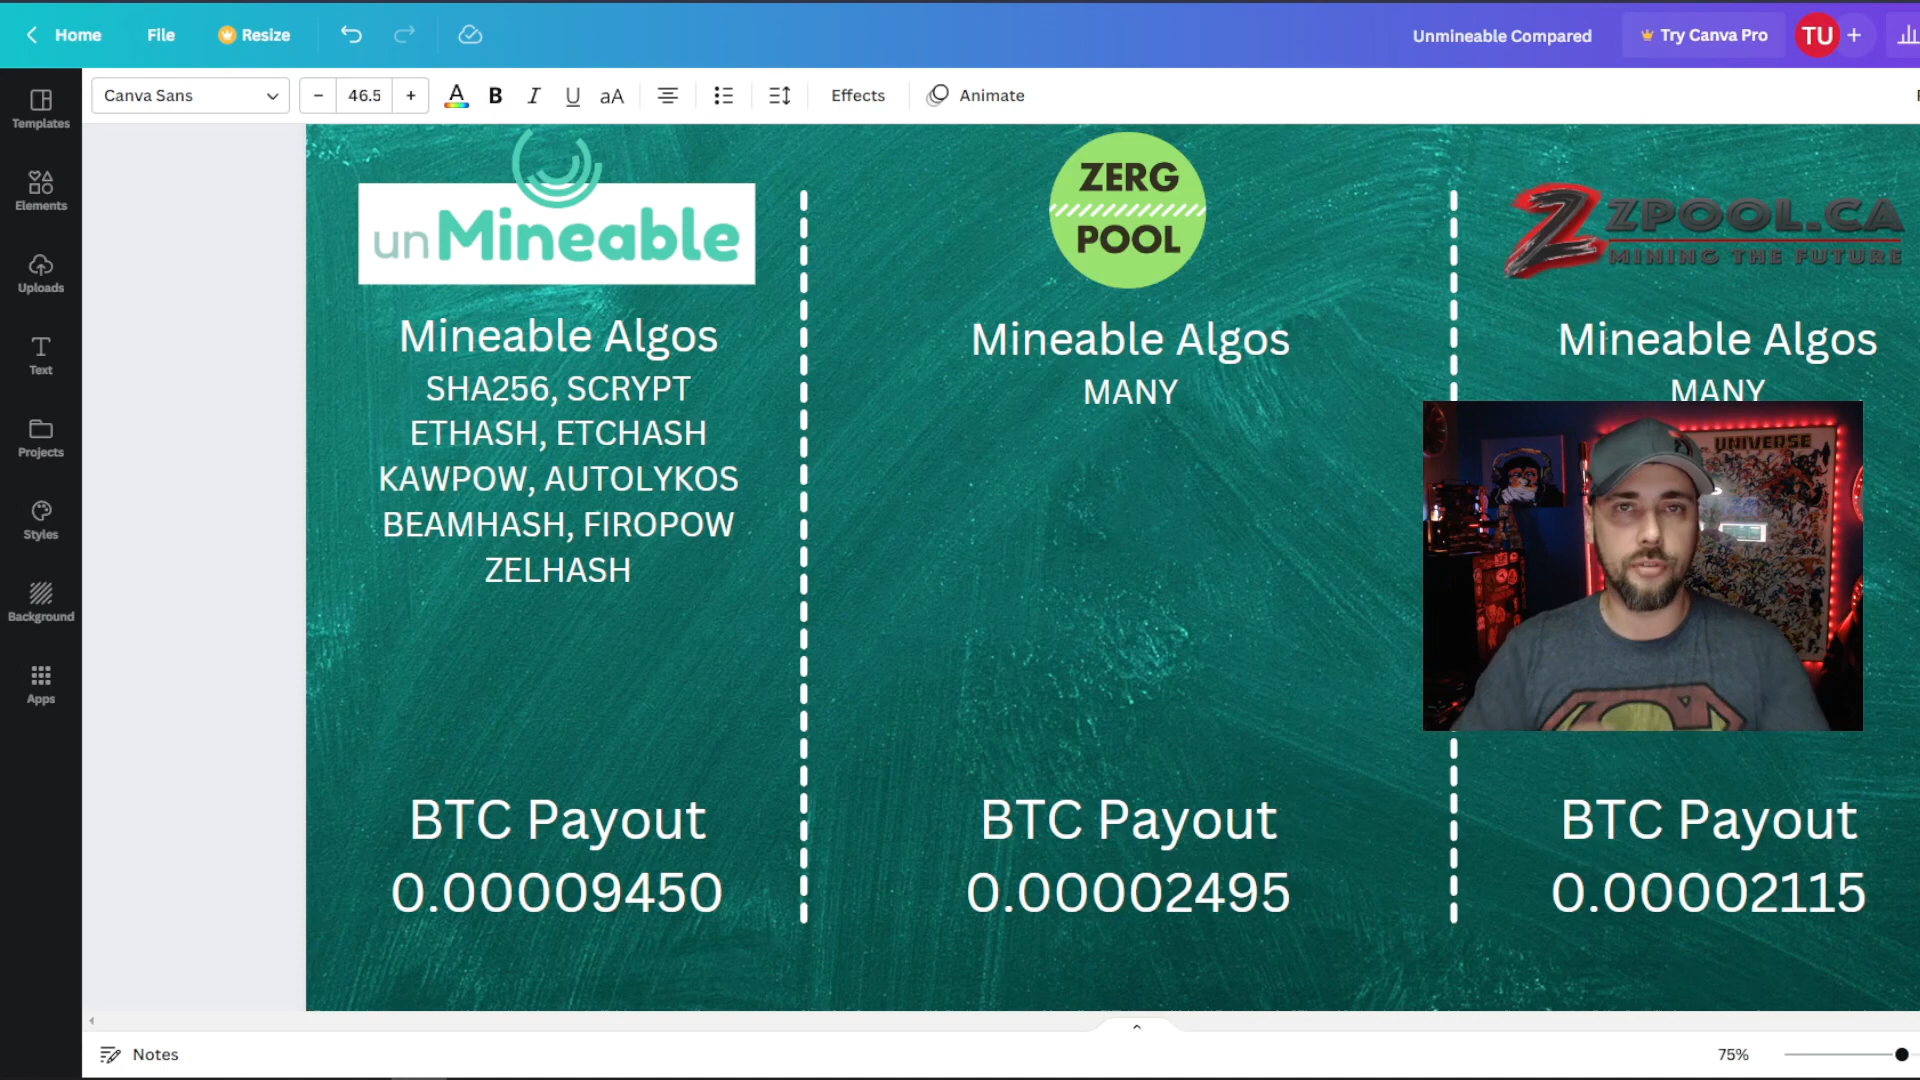 Home
File
Resize
Unmineable Compared
Try Canva Pro
TU
+
Canva Sans
− 46.5 +
A
B
I
U
aA
Effects
Animate
Templates
Elements
Uploads
Text
Projects
Styles
Background
Apps
unMineable
Mineable Algos
SHA256, SCRYPT
ETHASH, ETCHASH
KAWPOW, AUTOLYKOS
BEAMHASH, FIROPOW
ZELHASH
BTC Payout
0.00009450
ZERG
POOL
Mineable Algos
MANY
BTC Payout
0.00002495
ZPOOL.CA
MINING THE FUTURE
Mineable Algos
MANY
UNIVERSE
BTC Payout
0.00002115
Notes
75%